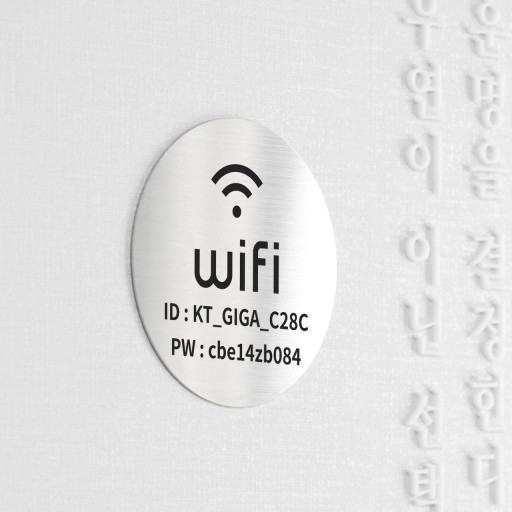 wifi
ID : KT_GIGA_C28C
PW : cbe14zb084
우연이 아닌 선택
운명을 결정한다